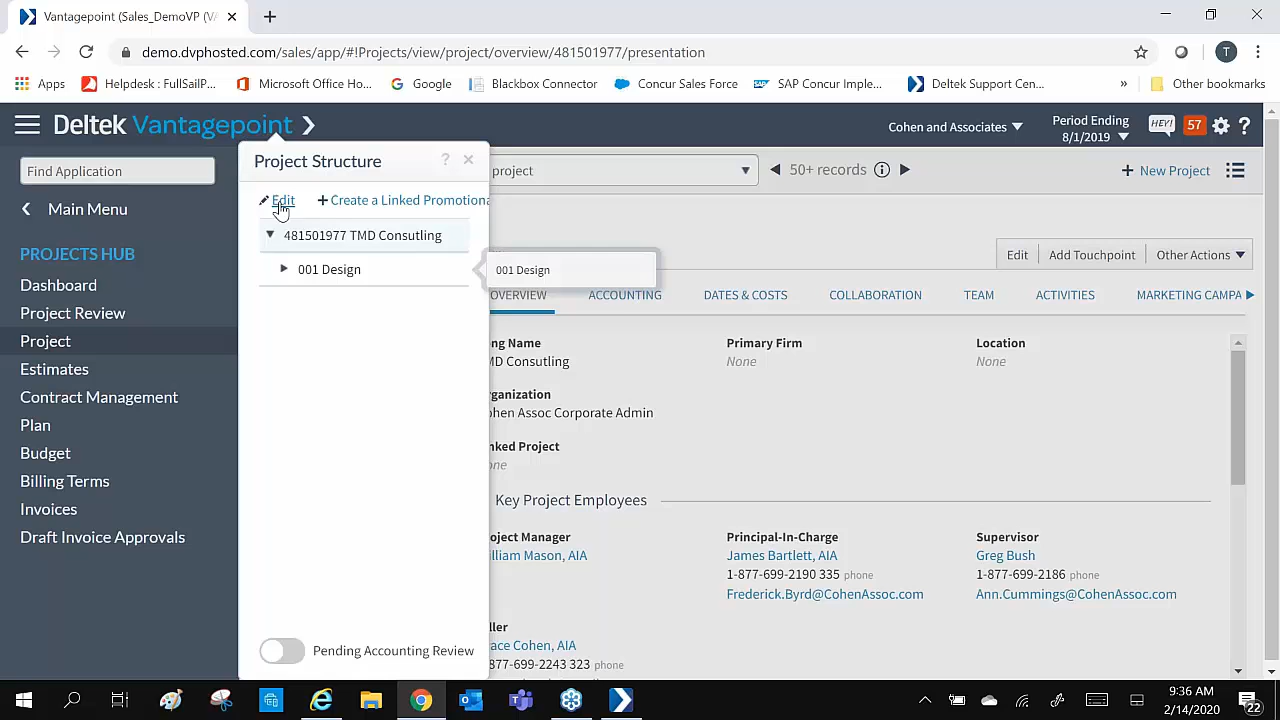 Vantagepoint (Sales_DemoVP (VA
demo.dvphosted.com/sales/app/#!Projects/view/project/overview/481501977/presentation
T
Apps
Helpdesk : FullSailP...
Microsoft Office Ho...
Google
Blackbox Connector
Concur Sales Force
SAP Concur Imple...
Deltek Support Cen...
»
Other bookmarks
Deltek Vantagepoint
Cohen and Associates
Period Ending
8/1/2019
HEY!
57
?
Find Application
Main Menu
PROJECTS HUB
Dashboard
Project Review
Project
Estimates
Contract Management
Plan
Budget
Billing Terms
Invoices
Draft Invoice Approvals
Project Structure
?
Edit
+ Create a Linked Promotiona
481501977 TMD Consutling
001 Design
001 Design
Pending Accounting Review
project
50+ records
+ New Project
Edit
Add Touchpoint
Other Actions
OVERVIEW
ACCOUNTING
DATES & COSTS
COLLABORATION
TEAM
ACTIVITIES
MARKETING CAMPA
ng Name
Primary Firm
Location
MD Consutling
None
None
rganization
ohen Assoc Corporate Admin
nked Project
one
Key Project Employees
oject Manager
Principal-In-Charge
Supervisor
illiam Mason, AIA
James Bartlett, AIA
Greg Bush
1-877-699-2190 335 phone
1-877-699-2186 phone
Frederick.Byrd@CohenAssoc.com
Ann.Cummings@CohenAssoc.com
ller
ace Cohen, AIA
877-699-2243 323 phone
9:36 AM
2/14/2020
22